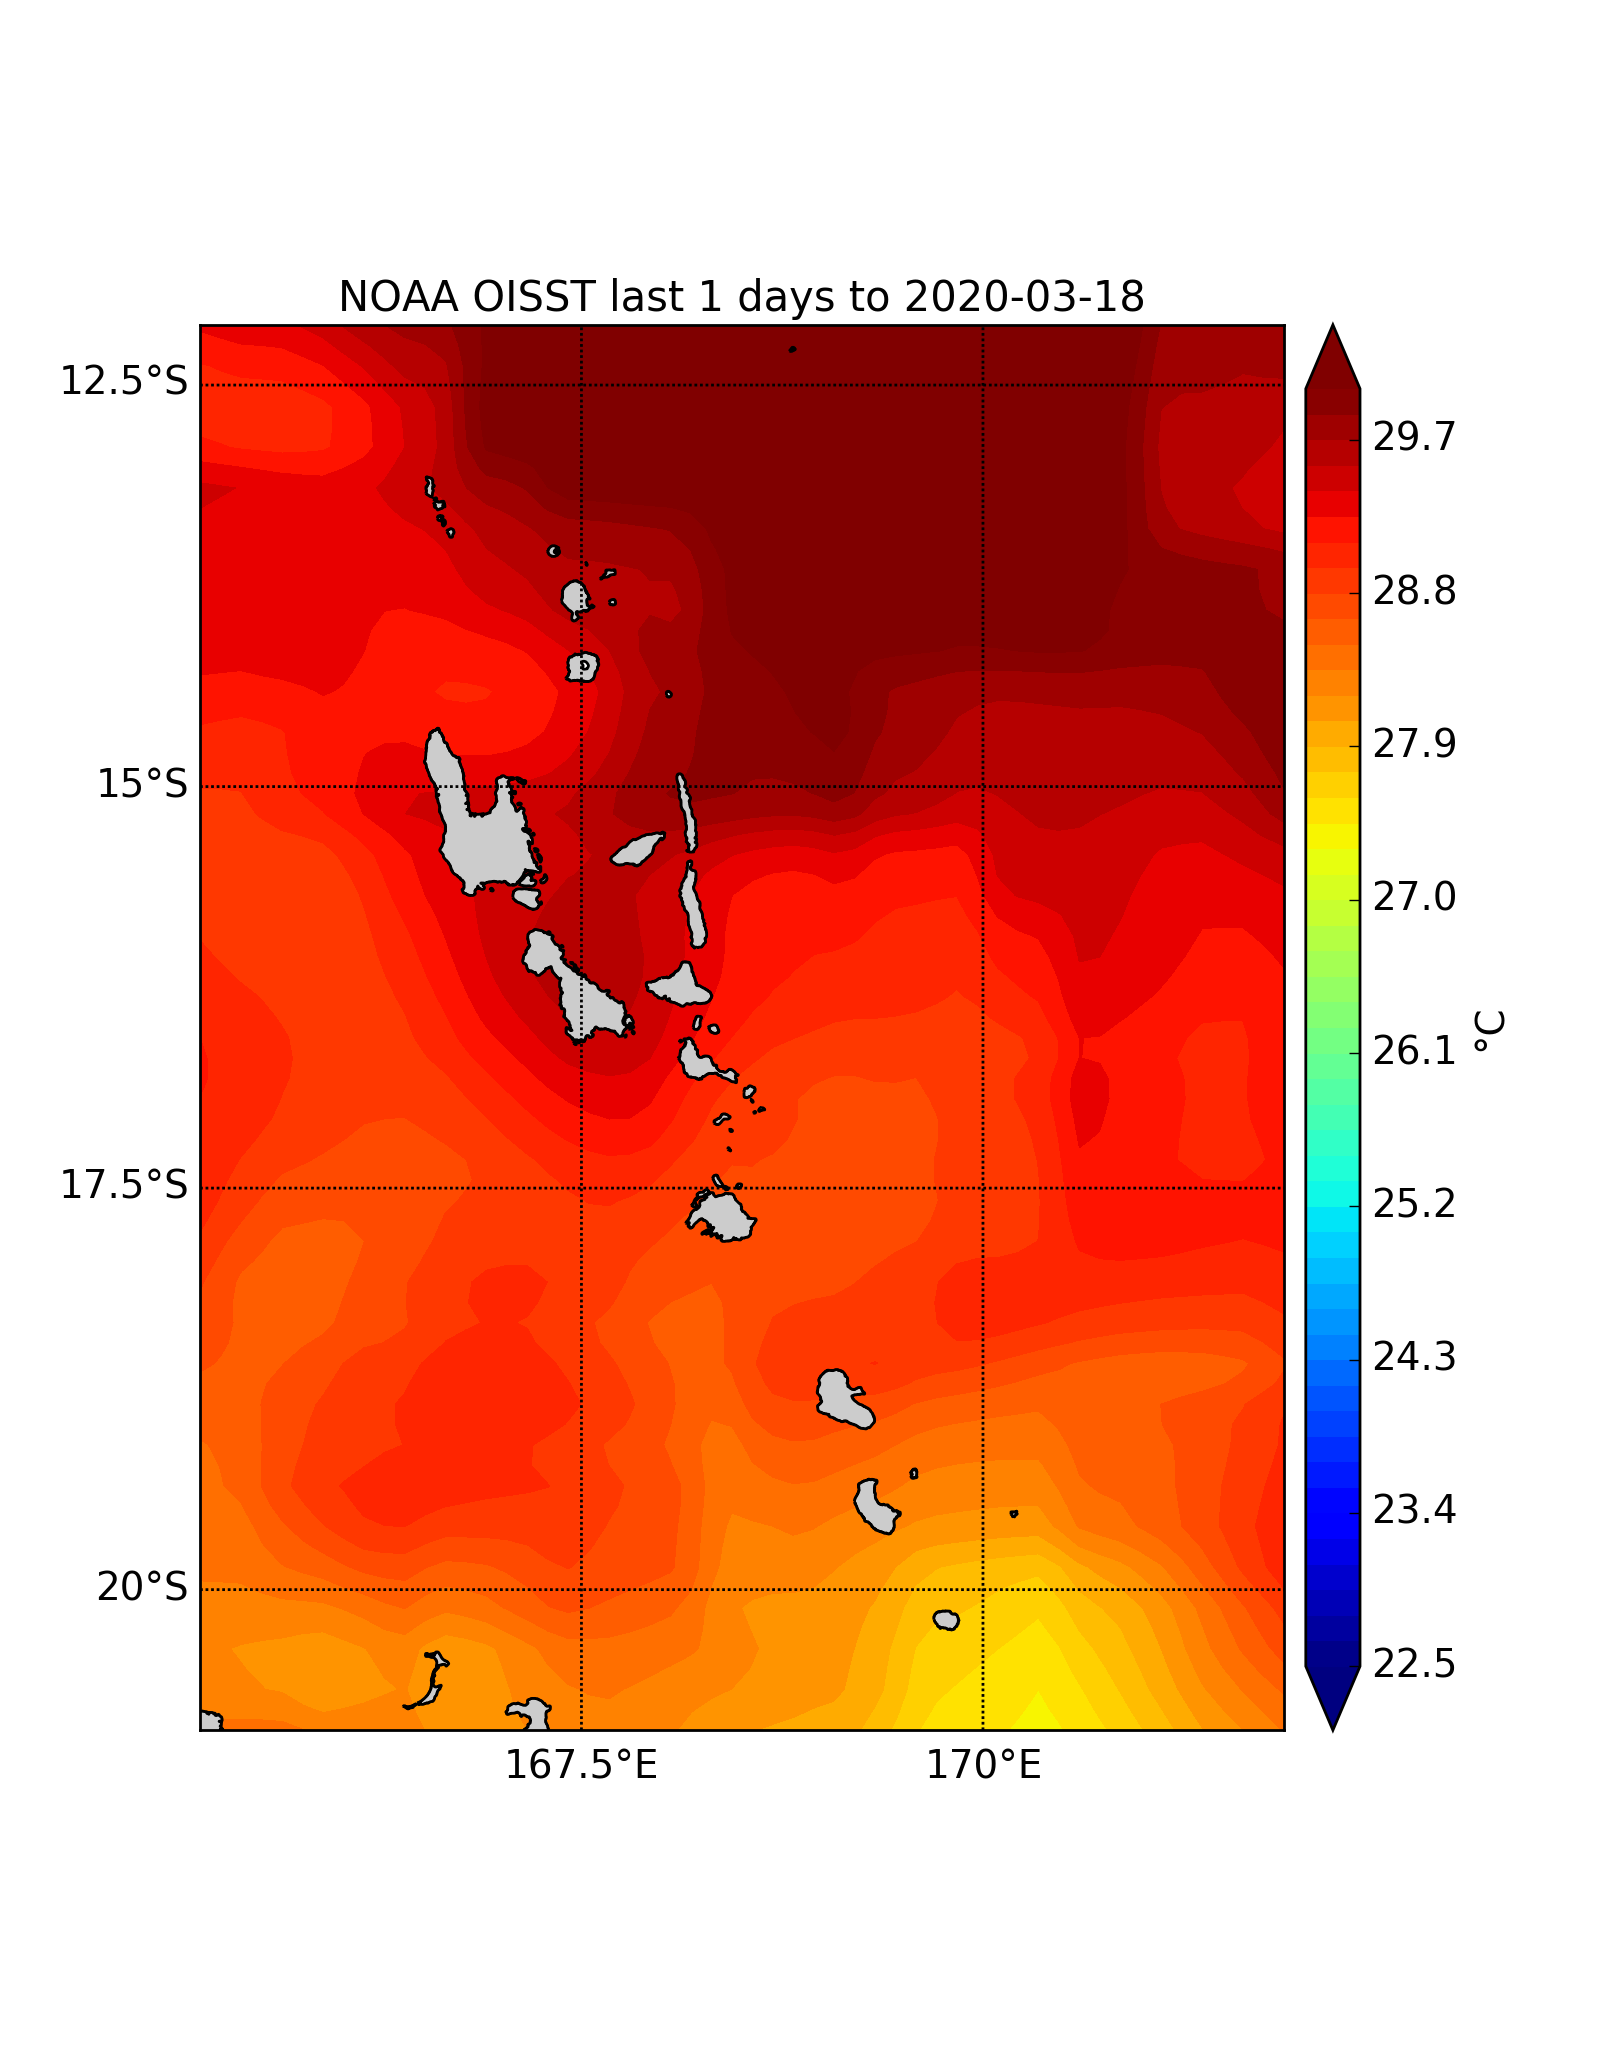 NOAA OISST last 1 days to 2020-03-18
12.5°S
15°S
17.5°S
20°S
167.5°E
170°E
29.7
28.8
27.9
27.0
26.1
25.2
24.3
23.4
22.5
°C